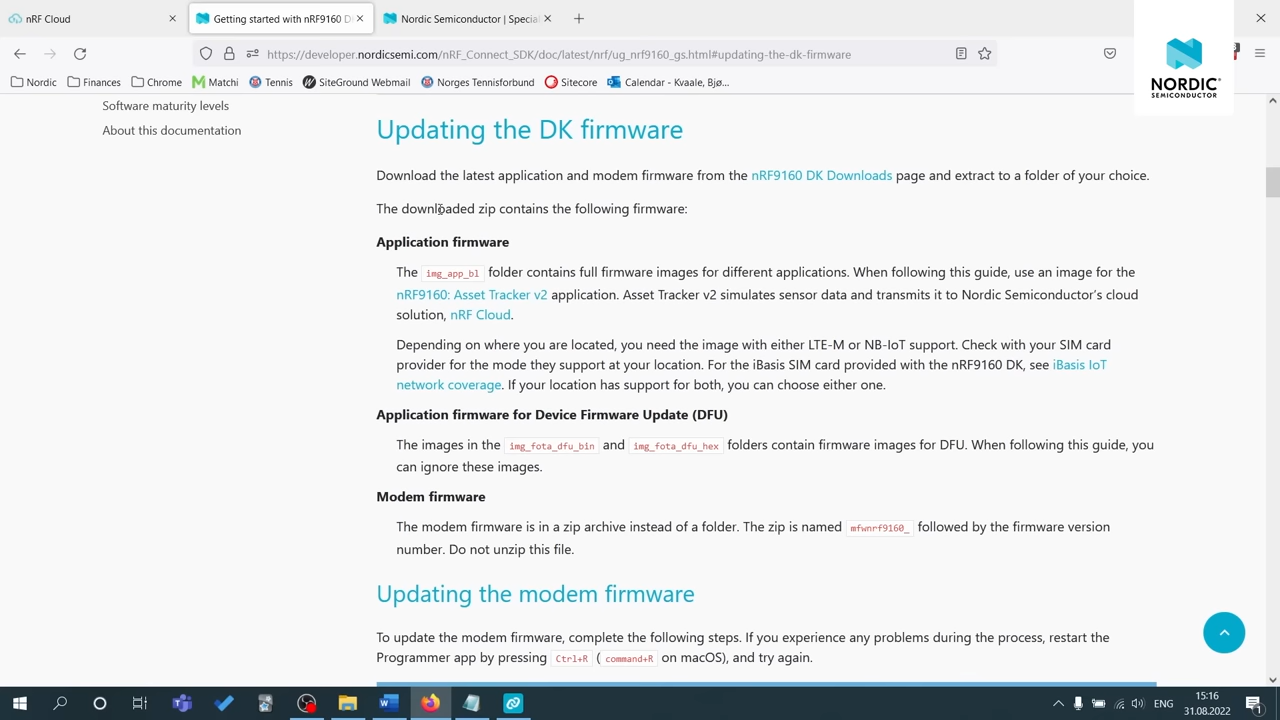 nRF Cloud
Getting started with nRF9160 D
Nordic Semiconductor | Special
https://developer.nordicsemi.com/nRF_Connect_SDK/doc/latest/nrf/ug_nrf9160_gs.html#updating-the-dk-firmware
Nordic Finances Chrome Matchi Tennis SiteGround Webmail Norges Tennisforbund Sitecore Calendar - Kvaale, Bjø...
NORDIC
SEMICONDUCTOR
Software maturity levels
About this documentation
Updating the DK firmware
Download the latest application and modem firmware from the nRF9160 DK Downloads page and extract to a folder of your choice.
The downloaded zip contains the following firmware:
Application firmware
The img_app_bl folder contains full firmware images for different applications. When following this guide, use an image for the
nRF9160: Asset Tracker v2 application. Asset Tracker v2 simulates sensor data and transmits it to Nordic Semiconductor's cloud
solution, nRF Cloud.
Depending on where you are located, you need the image with either LTE-M or NB-IoT support. Check with your SIM card
provider for the mode they support at your location. For the iBasis SIM card provided with the nRF9160 DK, see iBasis IoT
network coverage. If your location has support for both, you can choose either one.
Application firmware for Device Firmware Update (DFU)
The images in the img_fota_dfu_bin and img_fota_dfu_hex folders contain firmware images for DFU. When following this guide, you
can ignore these images.
Modem firmware
The modem firmware is in a zip archive instead of a folder. The zip is named mfwnrf9160_ followed by the firmware version
number. Do not unzip this file.
Updating the modem firmware
To update the modem firmware, complete the following steps. If you experience any problems during the process, restart the
Programmer app by pressing Ctrl+R ( command+R on macOS), and try again.
ENG
15:16
31.08.2022
1